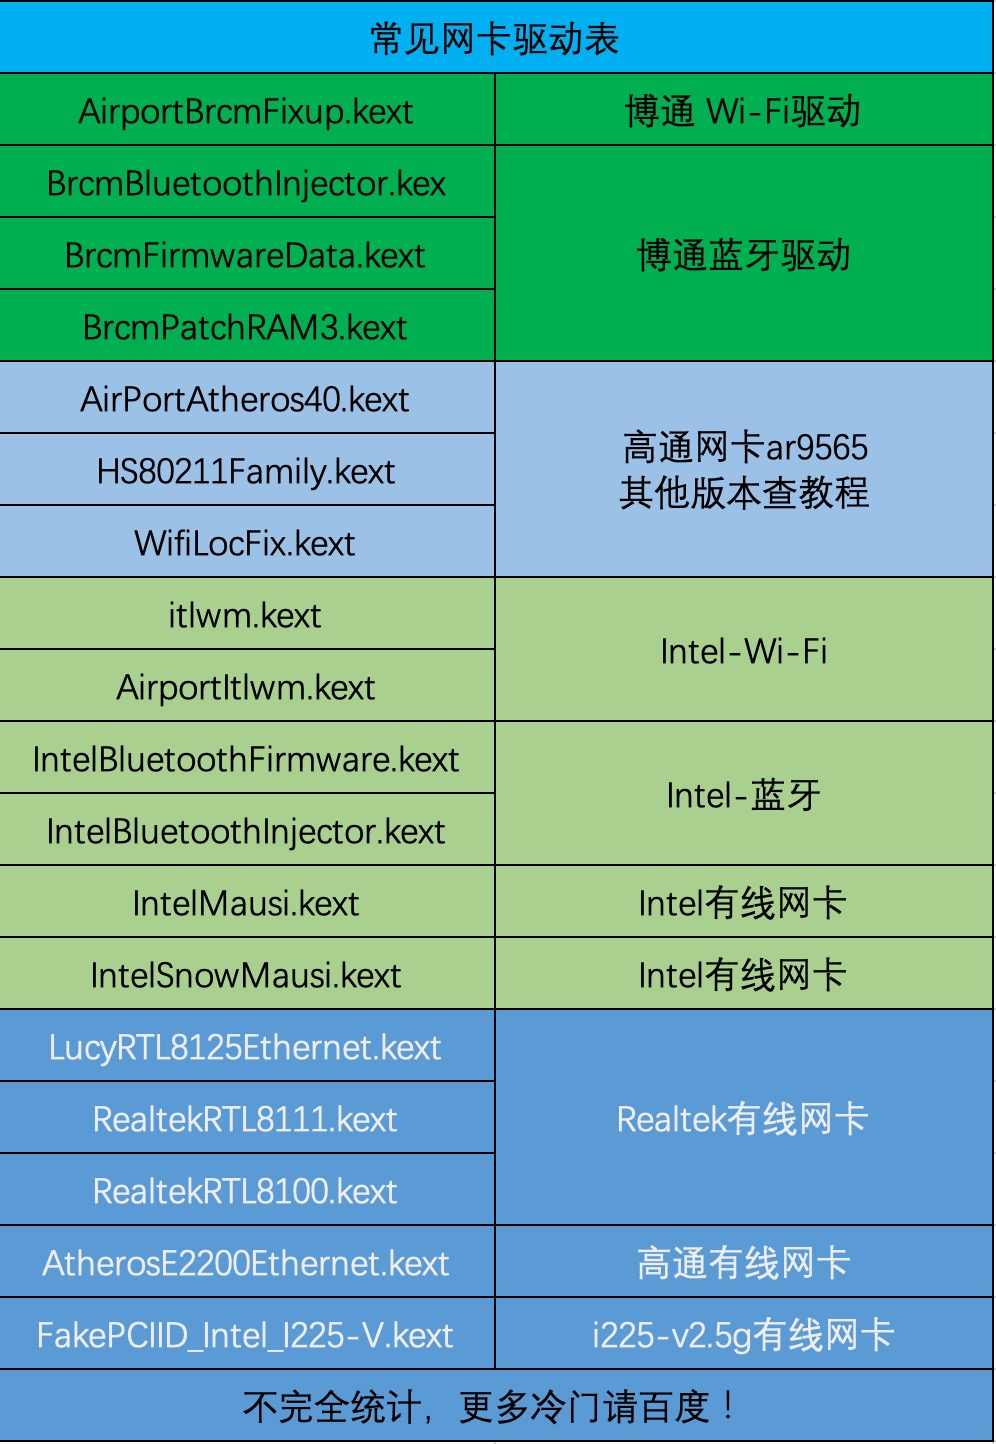 常见网卡驱动表
AirportBrcmFixup.kext
博通 Wi-Fi驱动
BrcmBluetoothInjector.kex
BrcmFirmwareData.kext
BrcmPatchRAM3.kext
博通蓝牙驱动
AirPortAtheros40.kext
HS80211Family.kext
WifiLocFix.kext
高通网卡ar9565
其他版本查教程
itlwm.kext
AirportItlwm.kext
Intel-Wi-Fi
IntelBluetoothFirmware.kext
IntelBluetoothInjector.kext
Intel-蓝牙
IntelMausi.kext
Intel有线网卡
IntelSnowMausi.kext
Intel有线网卡
LucyRTL8125Ethernet.kext
RealtekRTL8111.kext
RealtekRTL8100.kext
Realtek有线网卡
AtherosE2200Ethernet.kext
高通有线网卡
FakePCIID_Intel_I225-V.kext
i225-v2.5g有线网卡
不完全统计，更多冷门请百度！